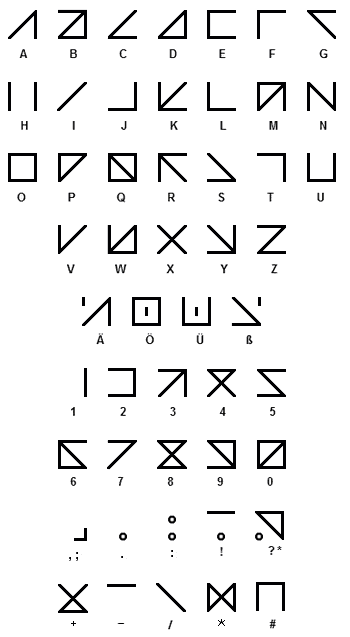 A B C D E F G
H I J K L M N
O P Q R S T U
V W X Y Z
Ä Ö Ü ß
1 2 3 4 5
6 7 8 9 0
, ; . : ! ? *
+ – / * #